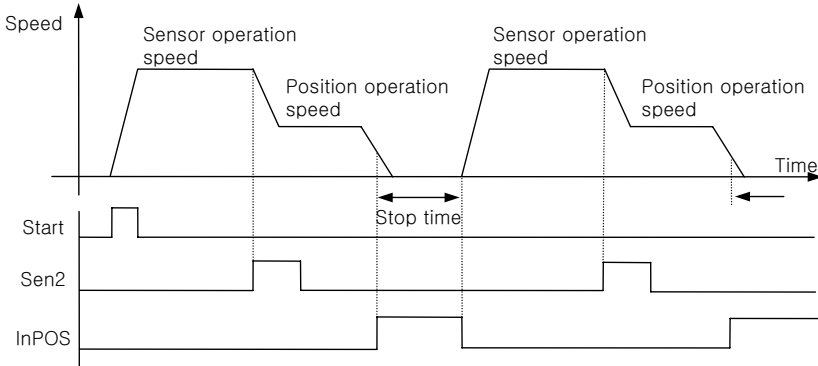 Speed
Sensor operation
speed
Position operation
speed
Sensor operation
speed
Position operation
speed
Time
Stop time
Start
Sen2
InPOS